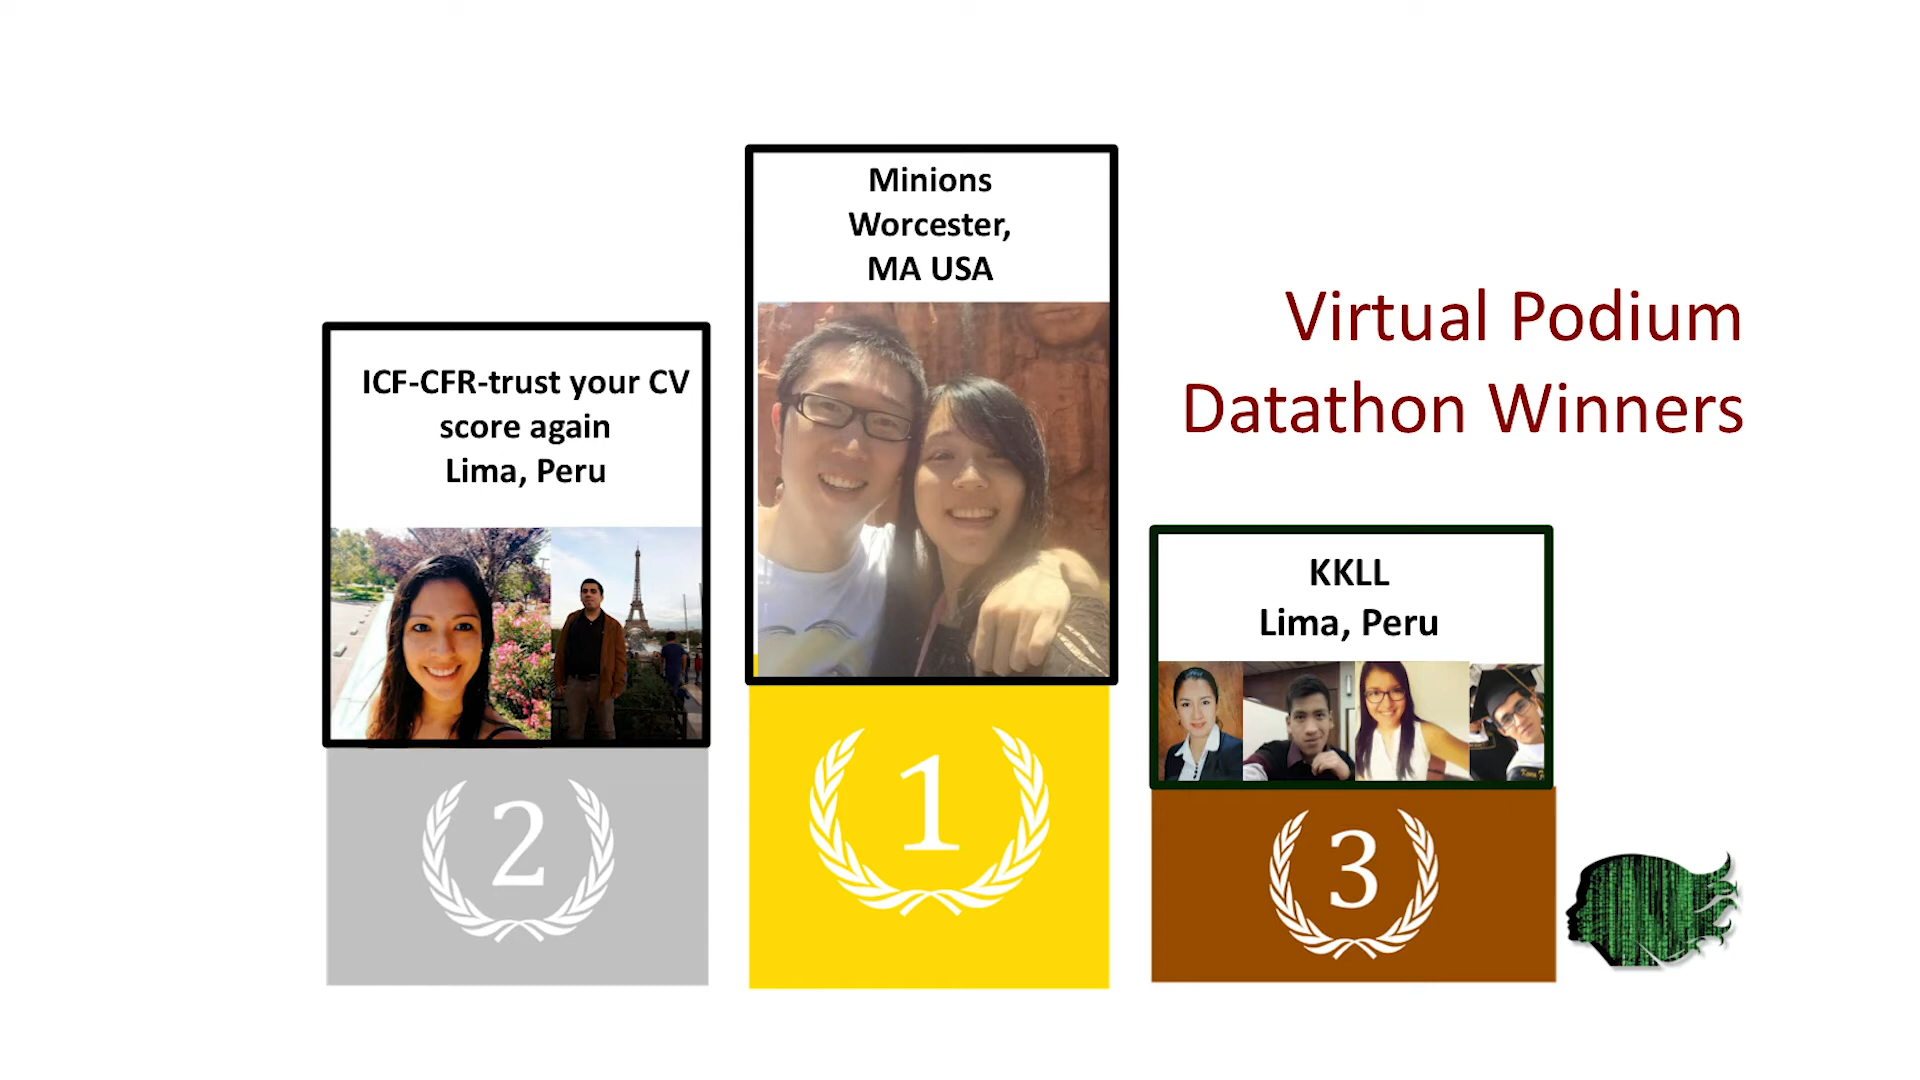 Minions
Worcester,
MA USA
ICF-CFR-trust your CV
score again
Lima, Peru
Virtual Podium
Datathon Winners
KKLL
Lima, Peru
2
1
3